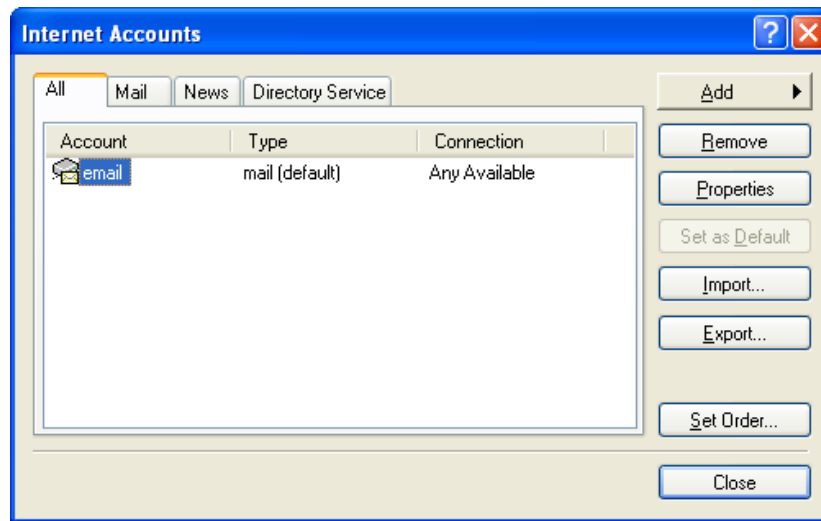 Internet Accounts
All Mail News Directory Service
Add
Account Type Connection
Remove
email mail (default) Any Available
Properties
Set as Default
Import...
Export...
Set Order...
Close